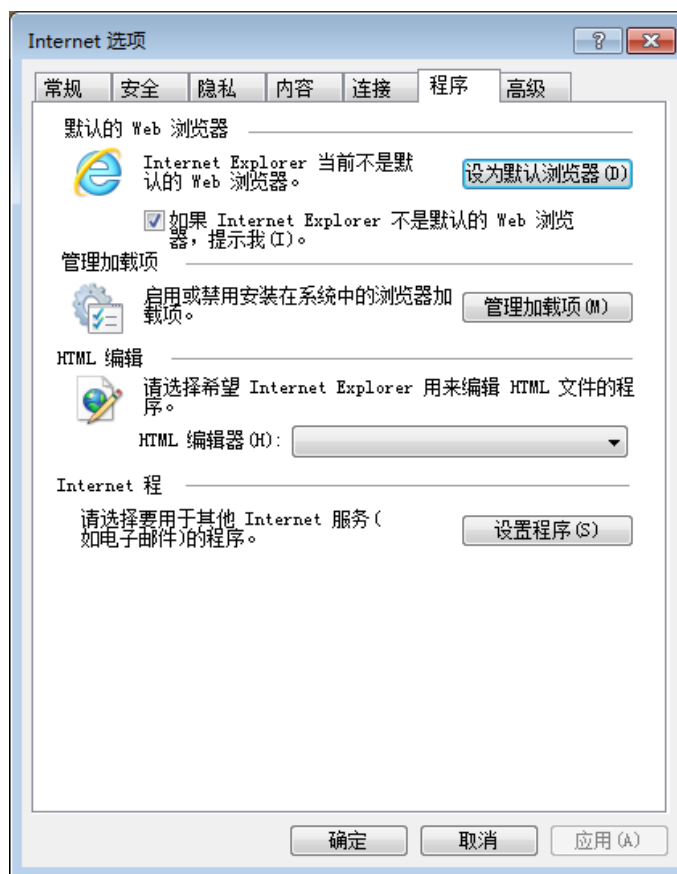 Internet 选项
常规 安全 隐私 内容 连接 程序 高级
默认的 Web 浏览器
Internet Explorer 当前不是默
认的 Web 浏览器。
设为默认浏览器(D)
如果 Internet Explorer 不是默认的 Web 浏览
器，提示我(I)。
管理加载项
启用或禁用安装在系统中的浏览器加
载项。
管理加载项(M)
HTML 编辑
请选择希望 Internet Explorer 用来编辑 HTML 文件的程
序。
HTML 编辑器(H):
Internet 程
请选择要用于其他 Internet 服务(
如电子邮件)的程序。
设置程序(S)
确定 取消 应用(A)